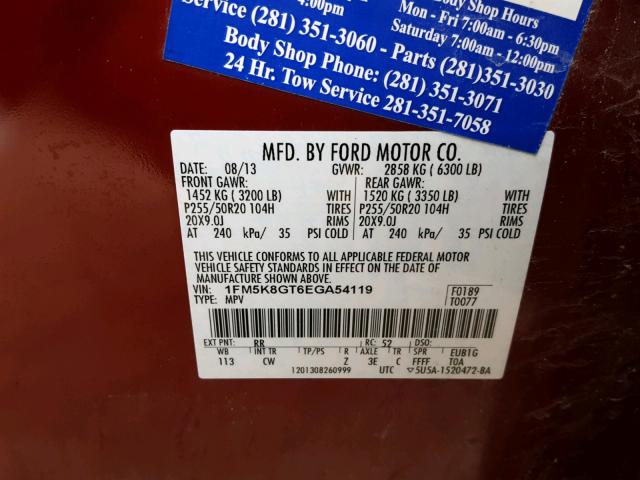 4:00pm
Body Shop Hours
Mon - Fri 7:00am - 6:30pm
Saturday 7:00am - 12:00pm
Service (281) 351-3060 - Parts (281)351-3030
Body Shop Phone: (281) 351-3071
24 Hr. Tow Service 281-351-7058
MFD. BY FORD MOTOR CO.
DATE: 08/13 GVWR: 2858 KG ( 6300 LB)
FRONT GAWR: REAR GAWR:
1452 KG ( 3200 LB) WITH 1520 KG ( 3350 LB) WITH
P255/50R20 104H TIRES P255/50R20 104H TIRES
20X9.0J RIMS 20X9.0J RIMS
AT 240 kPa/ 35 PSI COLD AT 240 kPa/ 35 PSI COLD
THIS VEHICLE CONFORMS TO ALL APPLICABLE FEDERAL MOTOR
VEHICLE SAFETY STANDARDS IN EFFECT ON THE DATE OF
MANUFACTURE SHOWN ABOVE.
VIN: 1FM5K8GT6EGA54119 F0189
TYPE: MPV T0077
EXT PNT: RR RC: 52 DSO:
WB INT TR TP/PS R AXLE TR SPR EUB1G
113 CW Z 3E C FFFF TOA
1201308260999 UTC ▽5U5A-1520472-BA